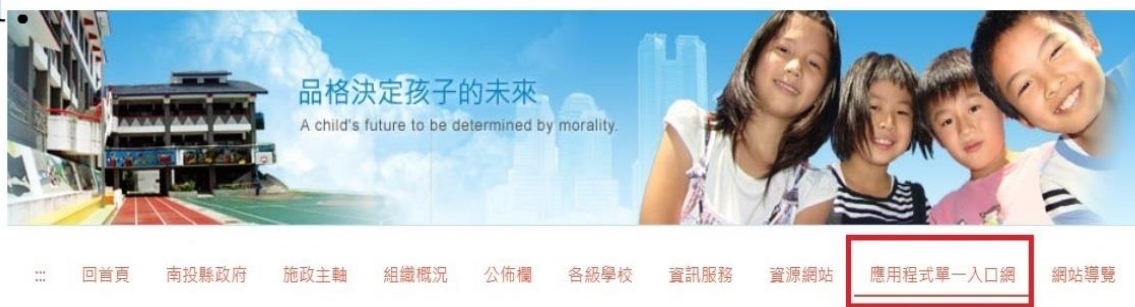 品格決定孩子的未來
A child's future to be determined by morality.
::: 回首頁 南投縣政府 施政主軸 組織概況 公佈欄 各級學校 資訊服務 資源網站 應用程式單一入口網 網站導覽